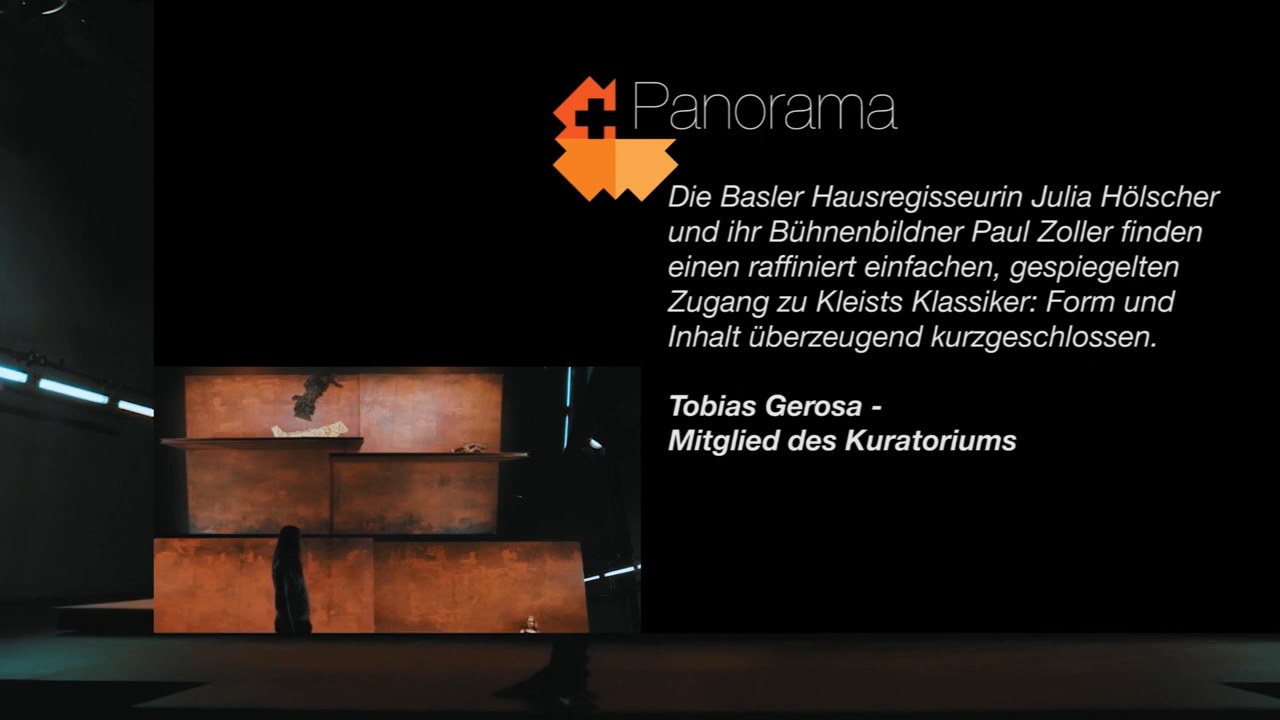 Panorama
Die Basler Hausregisseurin Julia Hölscher
und ihr Bühnenbildner Paul Zoller finden
einen raffiniert einfachen, gespiegelten
Zugang zu Kleists Klassiker: Form und
Inhalt überzeugend kurzgeschlossen.
Tobias Gerosa -
Mitglied des Kuratoriums